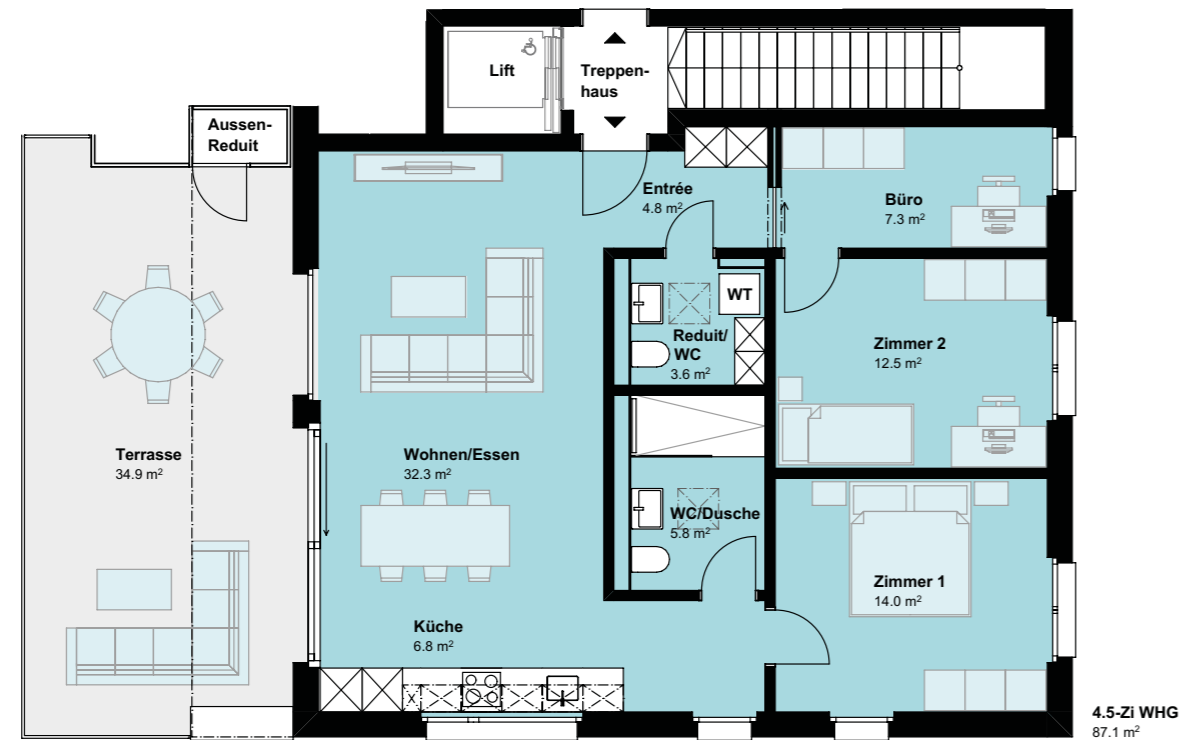 Lift
Treppen-
haus
Aussen-
Reduit
Entrée
4.8 m²
Büro
7.3 m²
WT
Reduit/
WC
3.6 m²
Zimmer 2
12.5 m²
Terrasse
34.9 m²
Wohnen/Essen
32.3 m²
WC/Dusche
5.8 m²
Zimmer 1
14.0 m²
Küche
6.8 m²
4.5-Zi WHG
87.1 m²